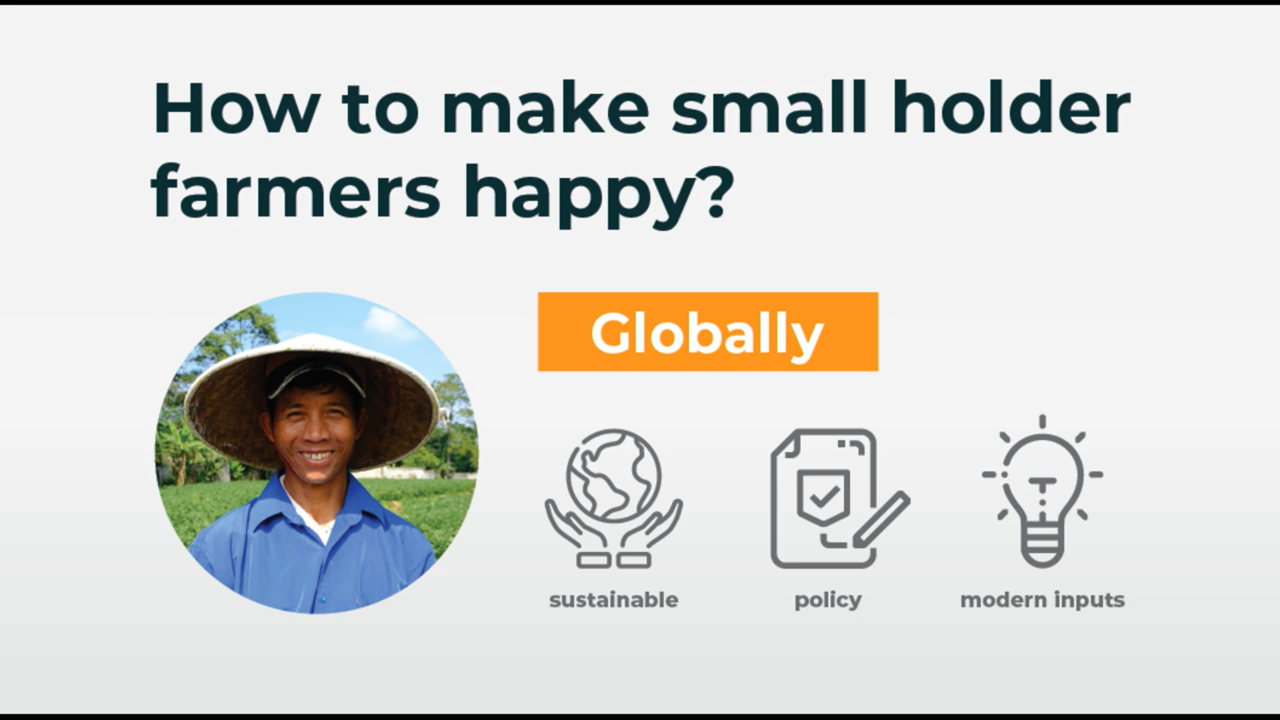 How to make small holder
farmers happy?
Globally
sustainable
policy
modern inputs